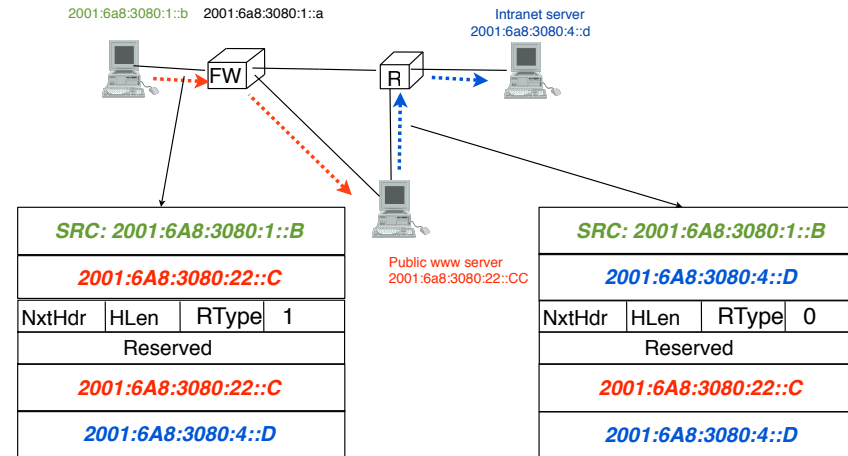 2001:6a8:3080:1::b 2001:6a8:3080:1::a
Intranet server
2001:6a8:3080:4::d
FW
R
Public www server
2001:6a8:3080:22::CC
SRC: 2001:6A8:3080:1::B
2001:6A8:3080:22::C
NxtHdr HLen RType 1
Reserved
2001:6A8:3080:22::C
2001:6A8:3080:4::D
SRC: 2001:6A8:3080:1::B
2001:6A8:3080:4::D
NxtHdr HLen RType 0
Reserved
2001:6A8:3080:22::C
2001:6A8:3080:4::D